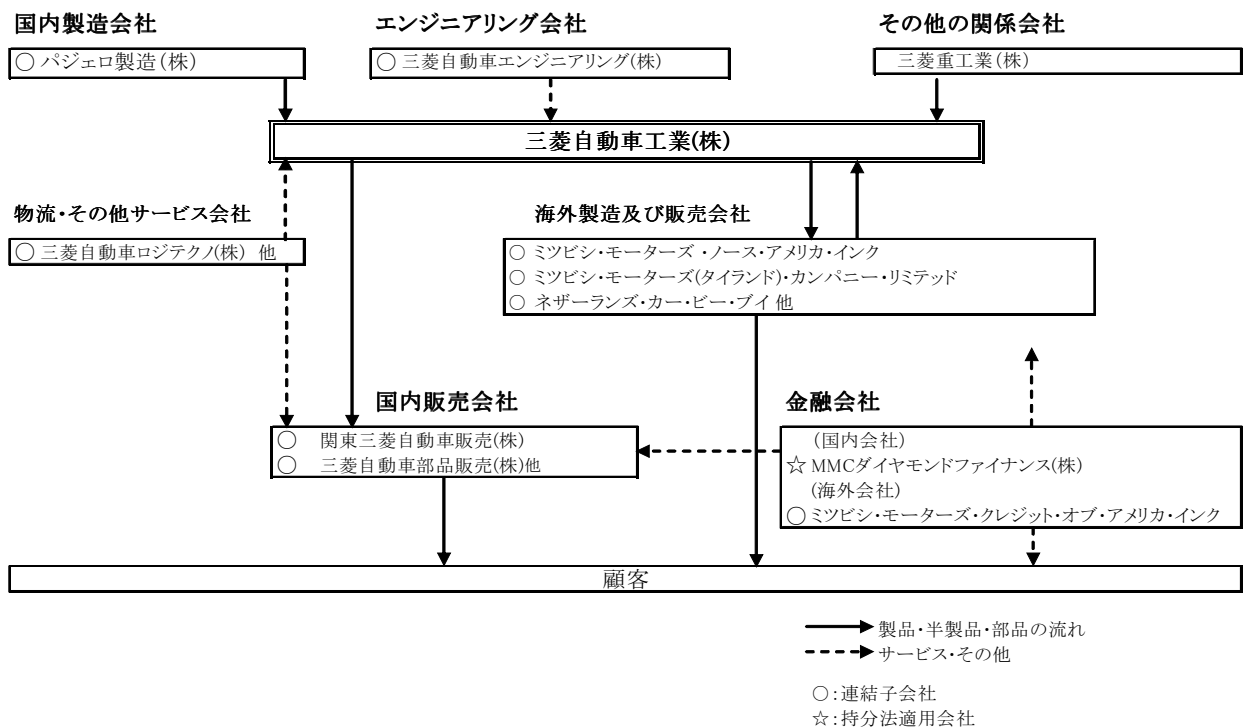 国内製造会社
エンジニアリング会社
その他の関係会社
○ パジェロ製造(株)
○ 三菱自動車エンジニアリング(株)
三菱重工業(株)
三菱自動車工業(株)
物流・その他サービス会社
○ 三菱自動車ロジテクノ(株) 他
海外製造及び販売会社
○ ミツビシ・モーターズ・ノース・アメリカ・インク
○ ミツビシ・モーターズ(タイランド)・カンパニー・リミテッド
○ ネザーランズ・カー・ビー・ブイ 他
国内販売会社
○ 関東三菱自動車販売(株)
○ 三菱自動車部品販売(株)他
金融会社
(国内会社)
☆ MMCダイヤモンドファイナンス(株)
(海外会社)
○ ミツビシ・モーターズ・クレジット・オブ・アメリカ・インク
顧客
製品・半製品・部品の流れ
サービス・その他
○:連結子会社
☆:持分法適用会社